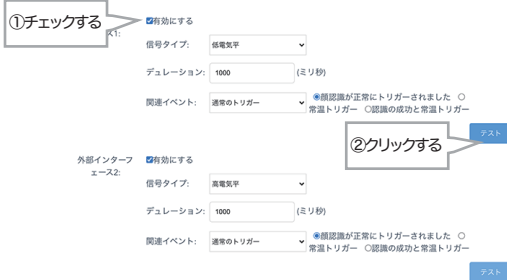 ①チェックする
ス1:
有効にする
信号タイプ: 低電気平
デュレーション: 1000 (ミリ秒)
関連イベント: 通常のトリガー 顔認識が正常にトリガーされました
常温トリガー 認識の成功と常温トリガー
テスト
②クリックする
外部インターフ
ェース2:
有効にする
信号タイプ: 高電気平
デュレーション: 1000 (ミリ秒)
関連イベント: 通常のトリガー 顔認識が正常にトリガーされました
常温トリガー 認識の成功と常温トリガー
テスト